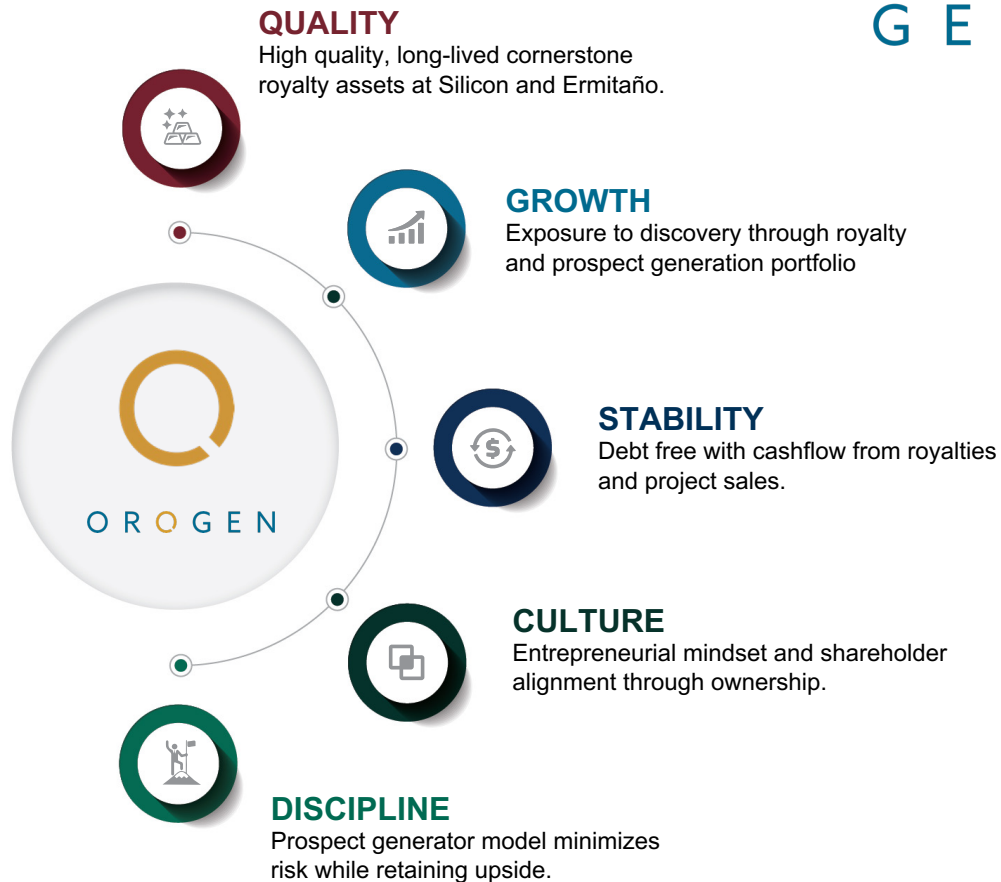 QUALITY
High quality, long-lived cornerstone
royalty assets at Silicon and Ermitaño.
G E
GROWTH
Exposure to discovery through royalty
and prospect generation portfolio
STABILITY
Debt free with cashflow from royalties
and project sales.
OROGEN
CULTURE
Entrepreneurial mindset and shareholder
alignment through ownership.
DISCIPLINE
Prospect generator model minimizes
risk while retaining upside.